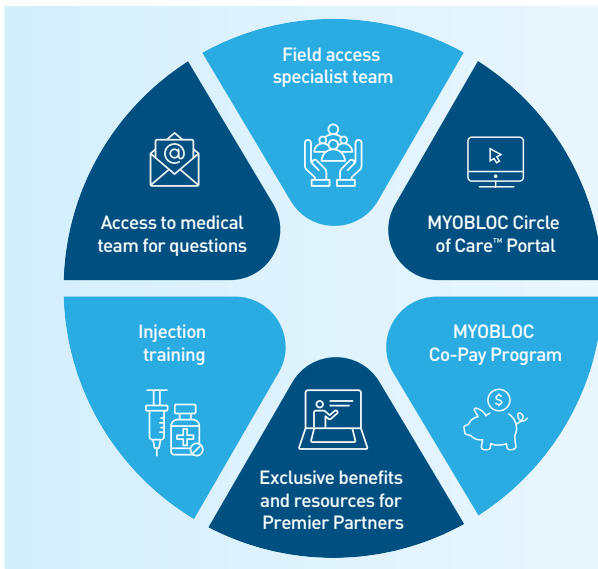 Field access
specialist team
@
Access to medical
team for questions
MYOBLOC Circle
of Care™ Portal
Injection
training
MYOBLOC
Co-Pay Program
$
Exclusive benefits
and resources for
Premier Partners